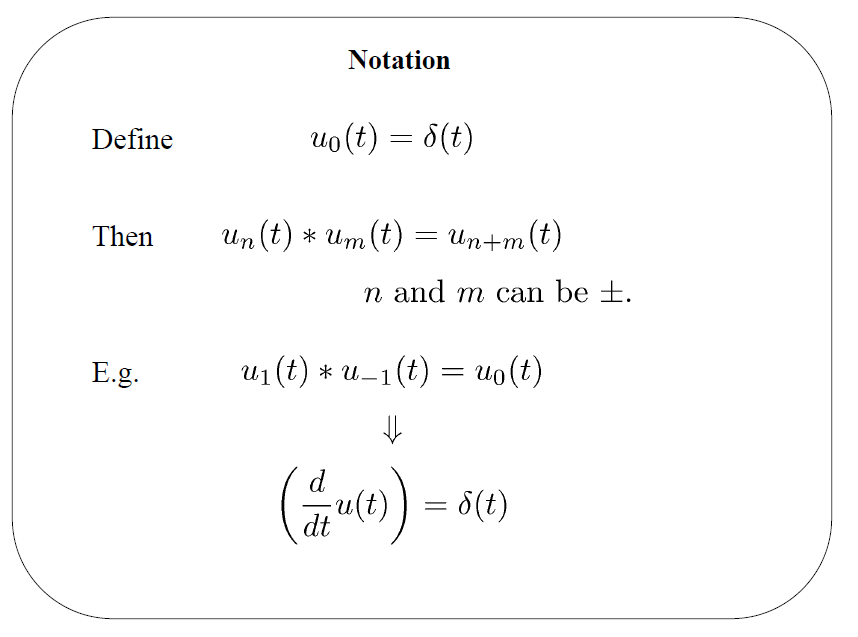 Notation
Define u₀(t) = δ(t)
Then uₙ(t) ∗ uₘ(t) = uₙ₊ₘ(t)
n and m can be ±.
E.g. u₁(t) ∗ u₋₁(t) = u₀(t)
⇓
(d/dt u(t)) = δ(t)